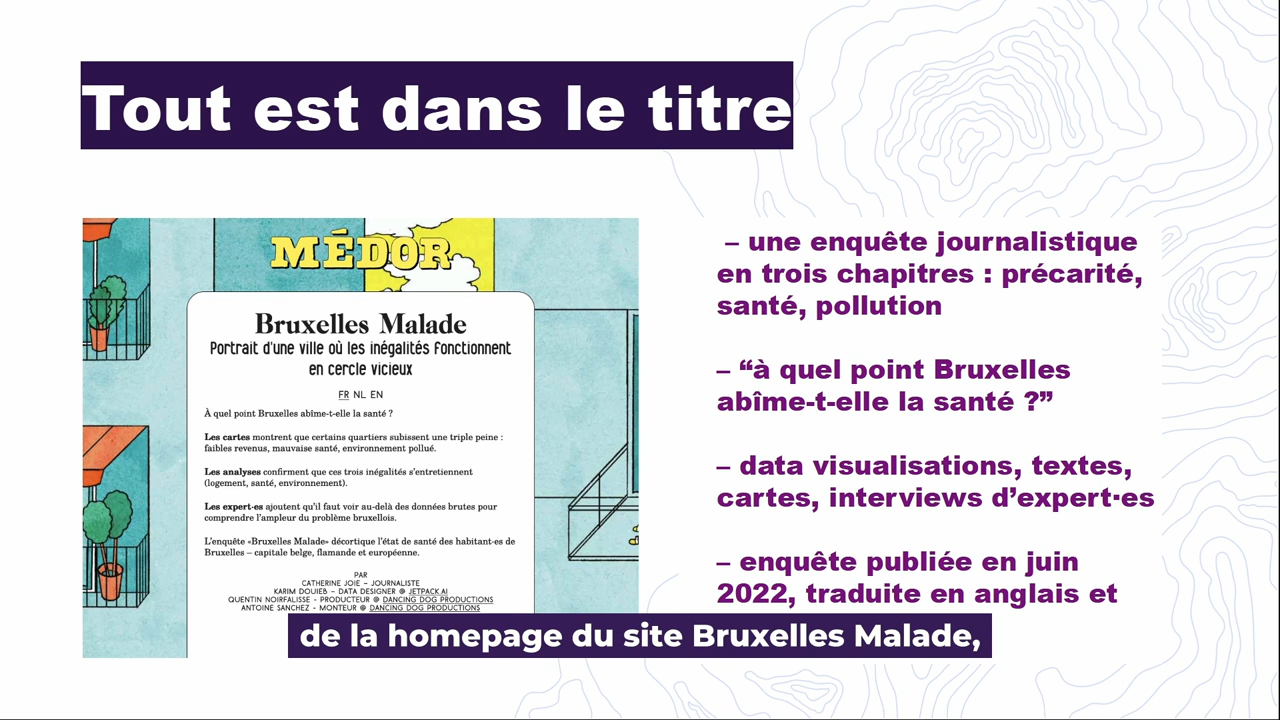 Tout est dans le titre
MÉDOR
Bruxelles Malade
Portrait d'une ville où les inégalités fonctionnent
en cercle vicieux
FR NL EN
À quel point Bruxelles abîme-t-elle la santé ?
Les cartes montrent que certains quartiers subissent une triple peine :
faibles revenus, mauvaise santé, environnement pollué.
Les analyses confirment que ces trois inégalités s'entretiennent
(logement, santé, environnement).
Les expert·es ajoutent qu'il faut voir au-delà des données brutes pour
comprendre l'ampleur du problème bruxellois.
L'enquête «Bruxelles Malade» décortique l'état de santé des habitant·es de
Bruxelles – capitale belge, flamande et européenne.
PAR
CATHERINE JOIE – JOURNALISTE
KARIM DOUIEB – DATA DESIGNER @ JETPACK.AI
QUENTIN NOIRFALISSE - PRODUCTEUR @ DANCING DOG PRODUCTIONS
ANTOINE SANCHEZ - MONTEUR @ DANCING DOG PRODUCTIONS
– une enquête journalistique
en trois chapitres : précarité,
santé, pollution
– “à quel point Bruxelles
abîme-t-elle la santé ?”
– data visualisations, textes,
cartes, interviews d’expert·es
– enquête publiée en juin
2022, traduite en anglais et
de la homepage du site Bruxelles Malade,